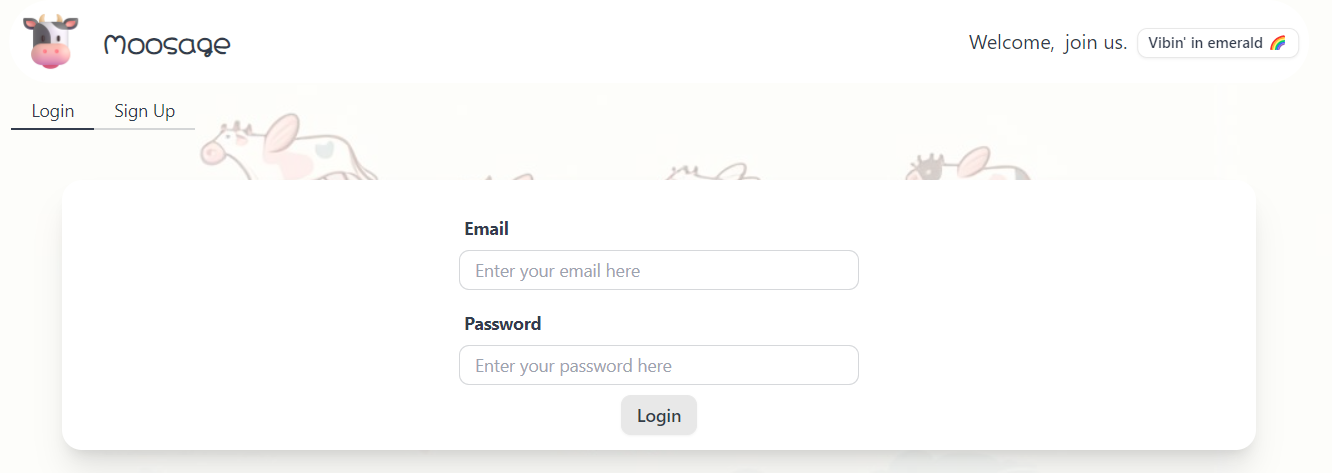 Moosage
Welcome, join us.
Vibin' in emerald 🌈
Login
Sign Up
Email
Enter your email here
Password
Enter your password here
Login